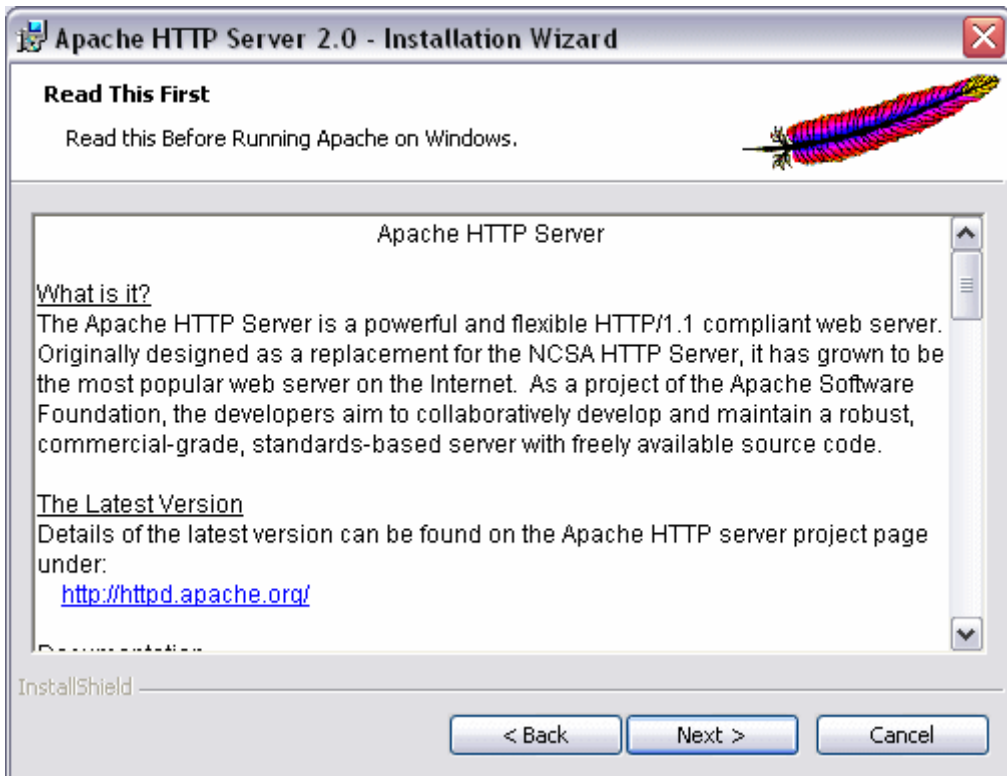 Apache HTTP Server 2.0 - Installation Wizard
Read This First
Read this Before Running Apache on Windows.
Apache HTTP Server
What is it?
The Apache HTTP Server is a powerful and flexible HTTP/1.1 compliant web server.
Originally designed as a replacement for the NCSA HTTP Server, it has grown to be
the most popular web server on the Internet.  As a project of the Apache Software
Foundation, the developers aim to collaboratively develop and maintain a robust,
commercial-grade, standards-based server with freely available source code.
The Latest Version
Details of the latest version can be found on the Apache HTTP server project page
under:
http://httpd.apache.org/
Documentation
InstallShield
< Back
Next >
Cancel